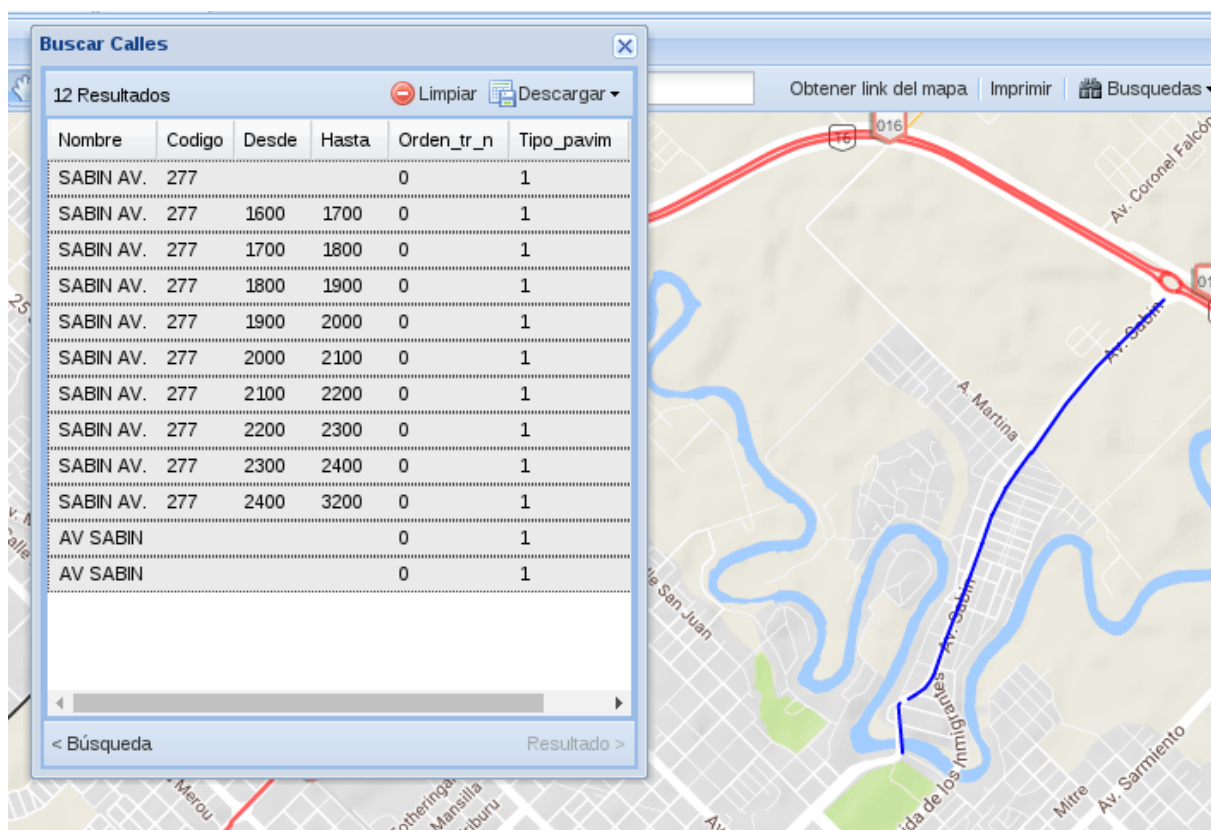 Buscar Calles
12 Resultados Limpiar Descargar
Nombre Codigo Desde Hasta Orden_tr_n Tipo_pavim
SABIN AV. 277 0 1
SABIN AV. 277 1600 1700 0 1
SABIN AV. 277 1700 1800 0 1
SABIN AV. 277 1800 1900 0 1
SABIN AV. 277 1900 2000 0 1
SABIN AV. 277 2000 2100 0 1
SABIN AV. 277 2100 2200 0 1
SABIN AV. 277 2200 2300 0 1
SABIN AV. 277 2300 2400 0 1
SABIN AV. 277 2400 3200 0 1
AV SABIN 0 1
AV SABIN 0 1
< Búsqueda Resultado >
Obtener link del mapa Imprimir Busquedas
16
016
Av. Coronel Falcón
01
Av. Sabin
A. Martina
Av. Sabin
San Juan
Inmigrantes
ida de los
Av. Sarmiento
Mitre
Av
Merou
otheringa
Mansilla
iburu
25